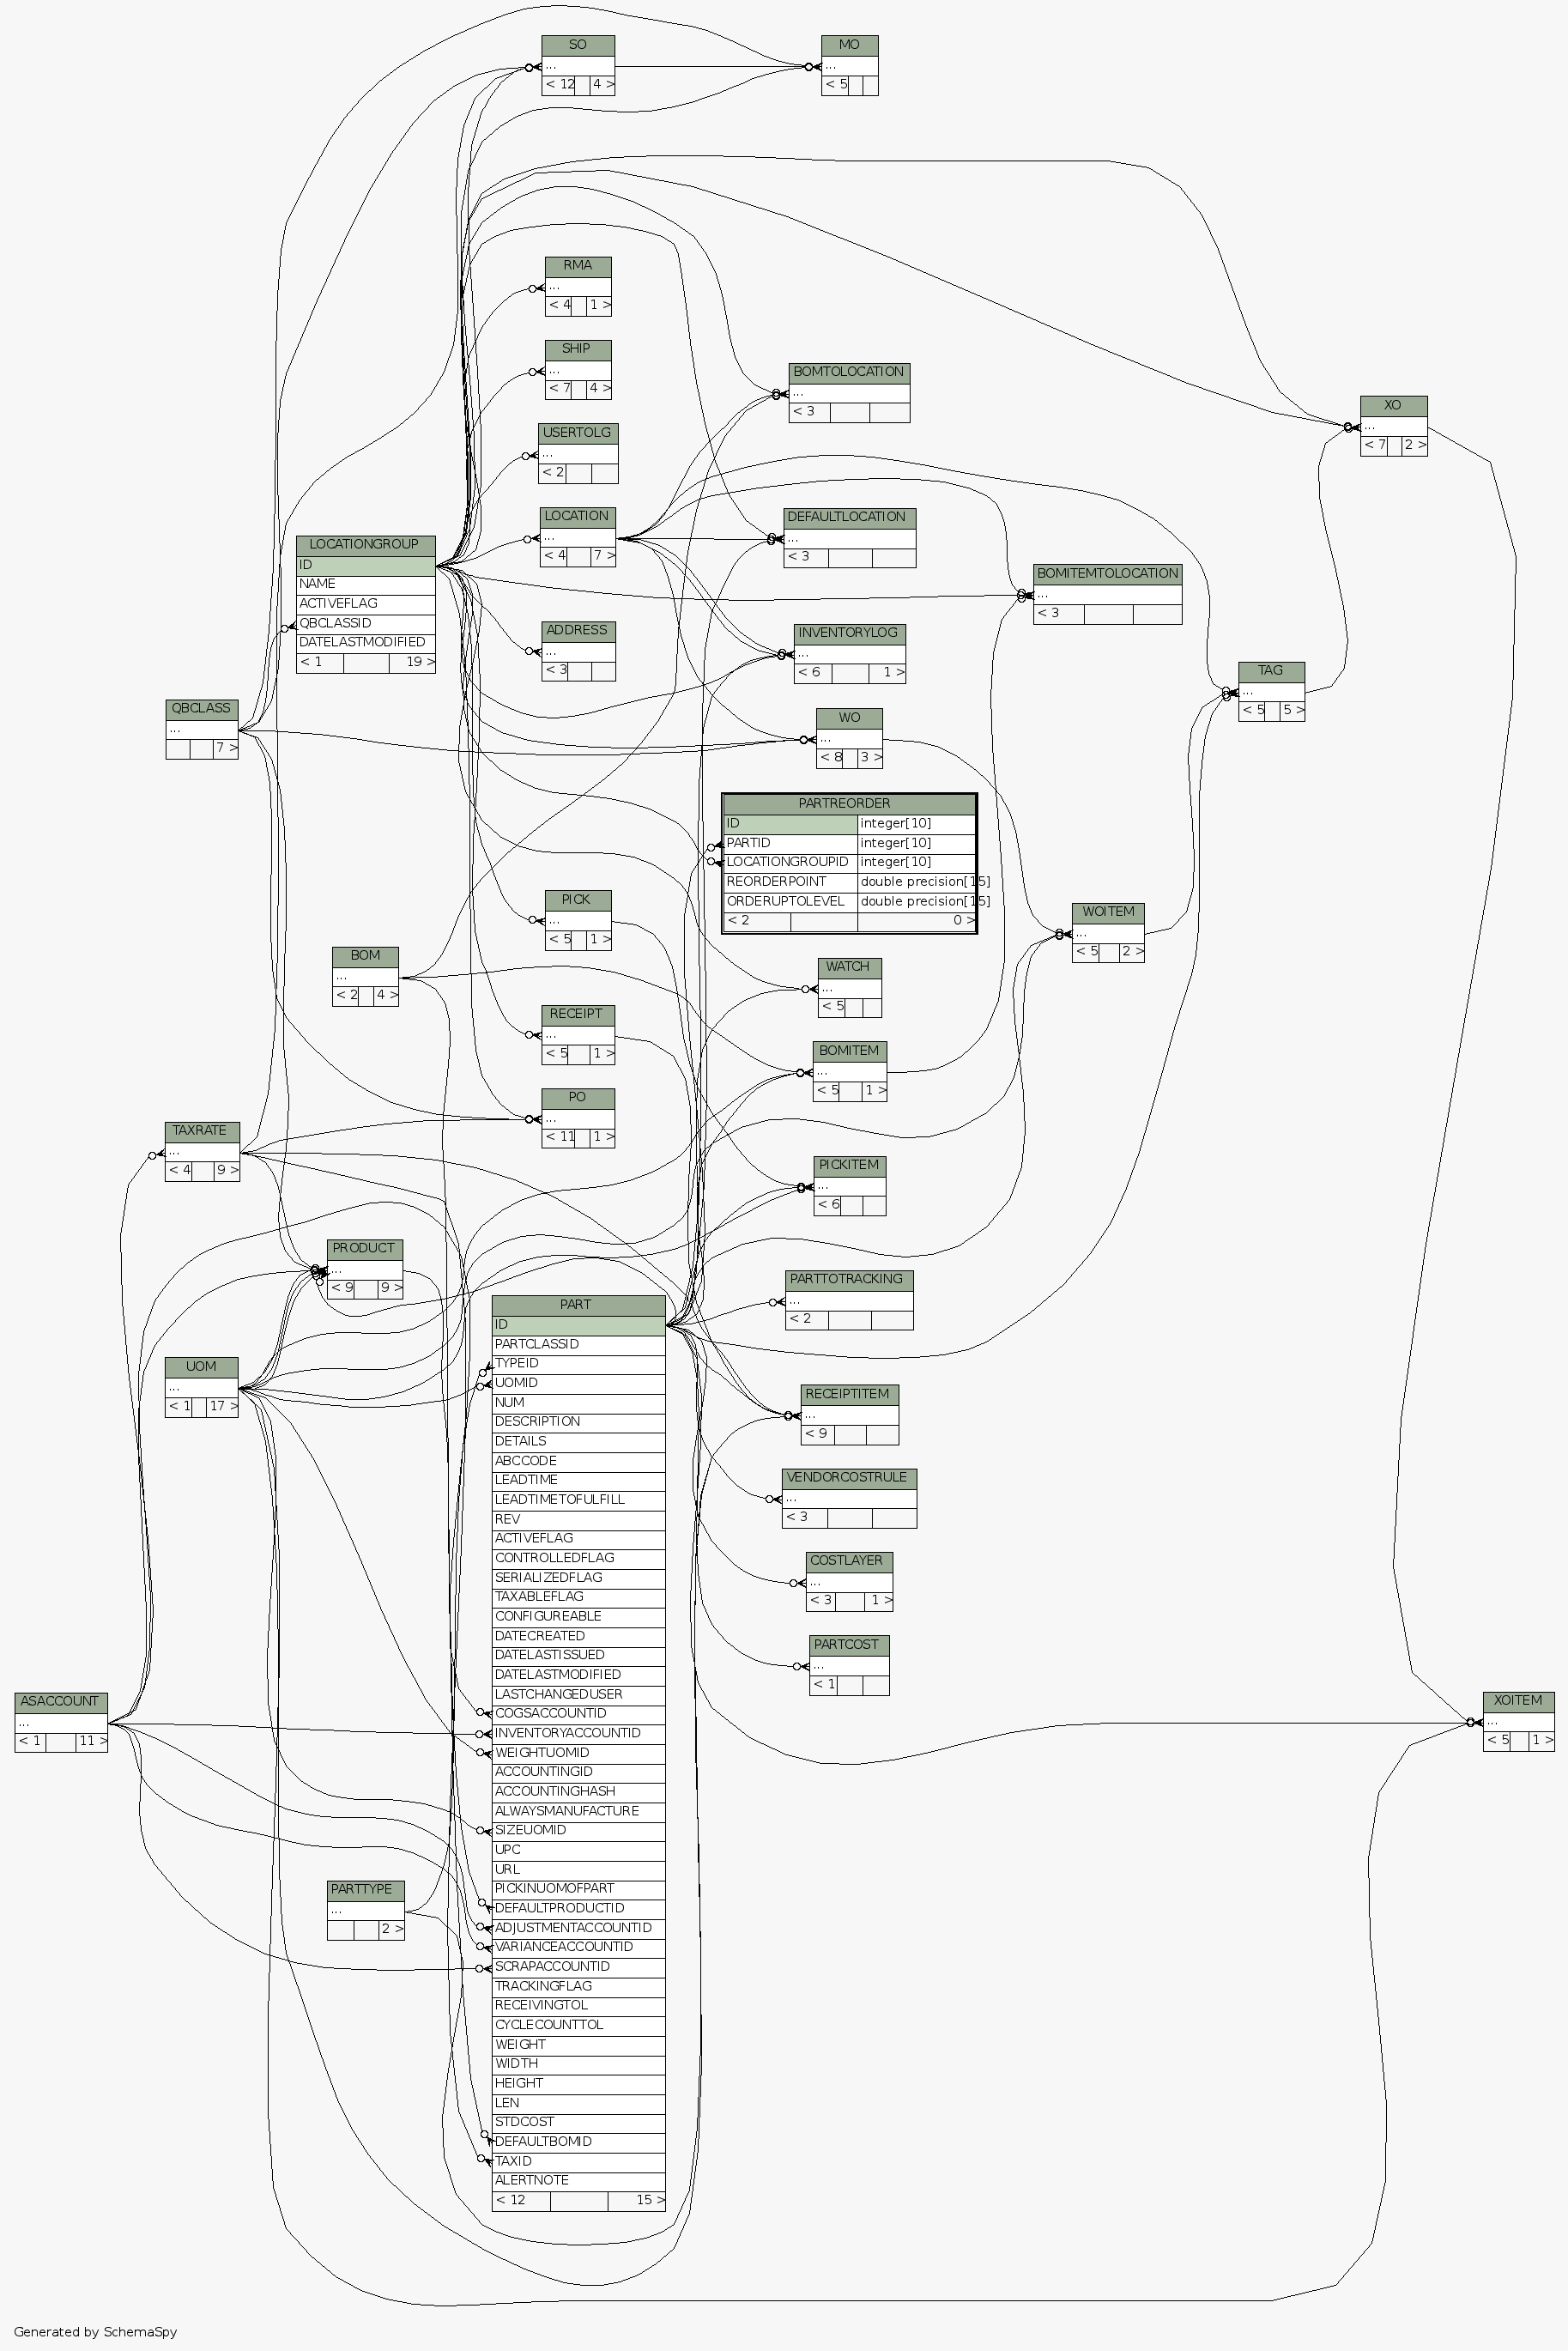 SO
...
< 12 4 >
MO
...
< 5
RMA
...
< 4 1 >
SHIP
...
< 7 4 >
USERTOLG
...
< 2
LOCATION
...
< 4 7 >
ADDRESS
...
< 3
BOMTOLOCATION
...
< 3
DEFAULTLOCATION
...
< 3
XO
...
< 7 2 >
BOMITEMTOLOCATION
...
< 3
LOCATIONGROUP
ID
NAME
ACTIVEFLAG
QBCLASSID
DATELASTMODIFIED
< 1 19 >
INVENTORYLOG
...
< 6 1 >
TAG
...
< 5 5 >
QBCLASS
...
7 >
WO
...
< 8 3 >
PARTREORDER
ID integer[10]
PARTID integer[10]
LOCATIONGROUPID integer[10]
REORDERPOINT double precision[15]
ORDERUPTOLEVEL double precision[15]
< 2 0 >
PICK
...
< 5 1 >
WOITEM
...
< 5 2 >
BOM
...
< 2 4 >
WATCH
...
< 5
RECEIPT
...
< 5 1 >
BOMITEM
...
< 5 1 >
PO
...
< 11 1 >
TAXRATE
...
< 4 9 >
PICKITEM
...
< 6
PRODUCT
...
< 9 9 >
PARTTOTRACKING
...
< 2
UOM
...
< 1 17 >
RECEIPTITEM
...
< 9
VENDORCOSTRULE
...
< 3
COSTLAYER
...
< 3 1 >
PARTCOST
...
< 1
ASACCOUNT
...
< 1 11 >
XOITEM
...
< 5 1 >
PARTTYPE
...
2 >
PART
ID
PARTCLASSID
TYPEID
UOMID
NUM
DESCRIPTION
DETAILS
ABCCODE
LEADTIME
LEADTIMETOFULFILL
REV
ACTIVEFLAG
CONTROLLEDFLAG
SERIALIZEDFLAG
TAXABLEFLAG
CONFIGUREABLE
DATECREATED
DATELASTISSUED
DATELASTMODIFIED
LASTCHANGEDUSER
COGSACCOUNTID
INVENTORYACCOUNTID
WEIGHTUOMID
ACCOUNTINGID
ACCOUNTINGHASH
ALWAYSMANUFACTURE
SIZEUOMID
UPC
URL
PICKINUOMOFPART
DEFAULTPRODUCTID
ADJUSTMENTACCOUNTID
VARIANCEACCOUNTID
SCRAPACCOUNTID
TRACKINGFLAG
RECEIVINGTOL
CYCLECOUNTTOL
WEIGHT
WIDTH
HEIGHT
LEN
STDCOST
DEFAULTBOMID
TAXID
ALERTNOTE
< 12 15 >
Generated by SchemaSpy